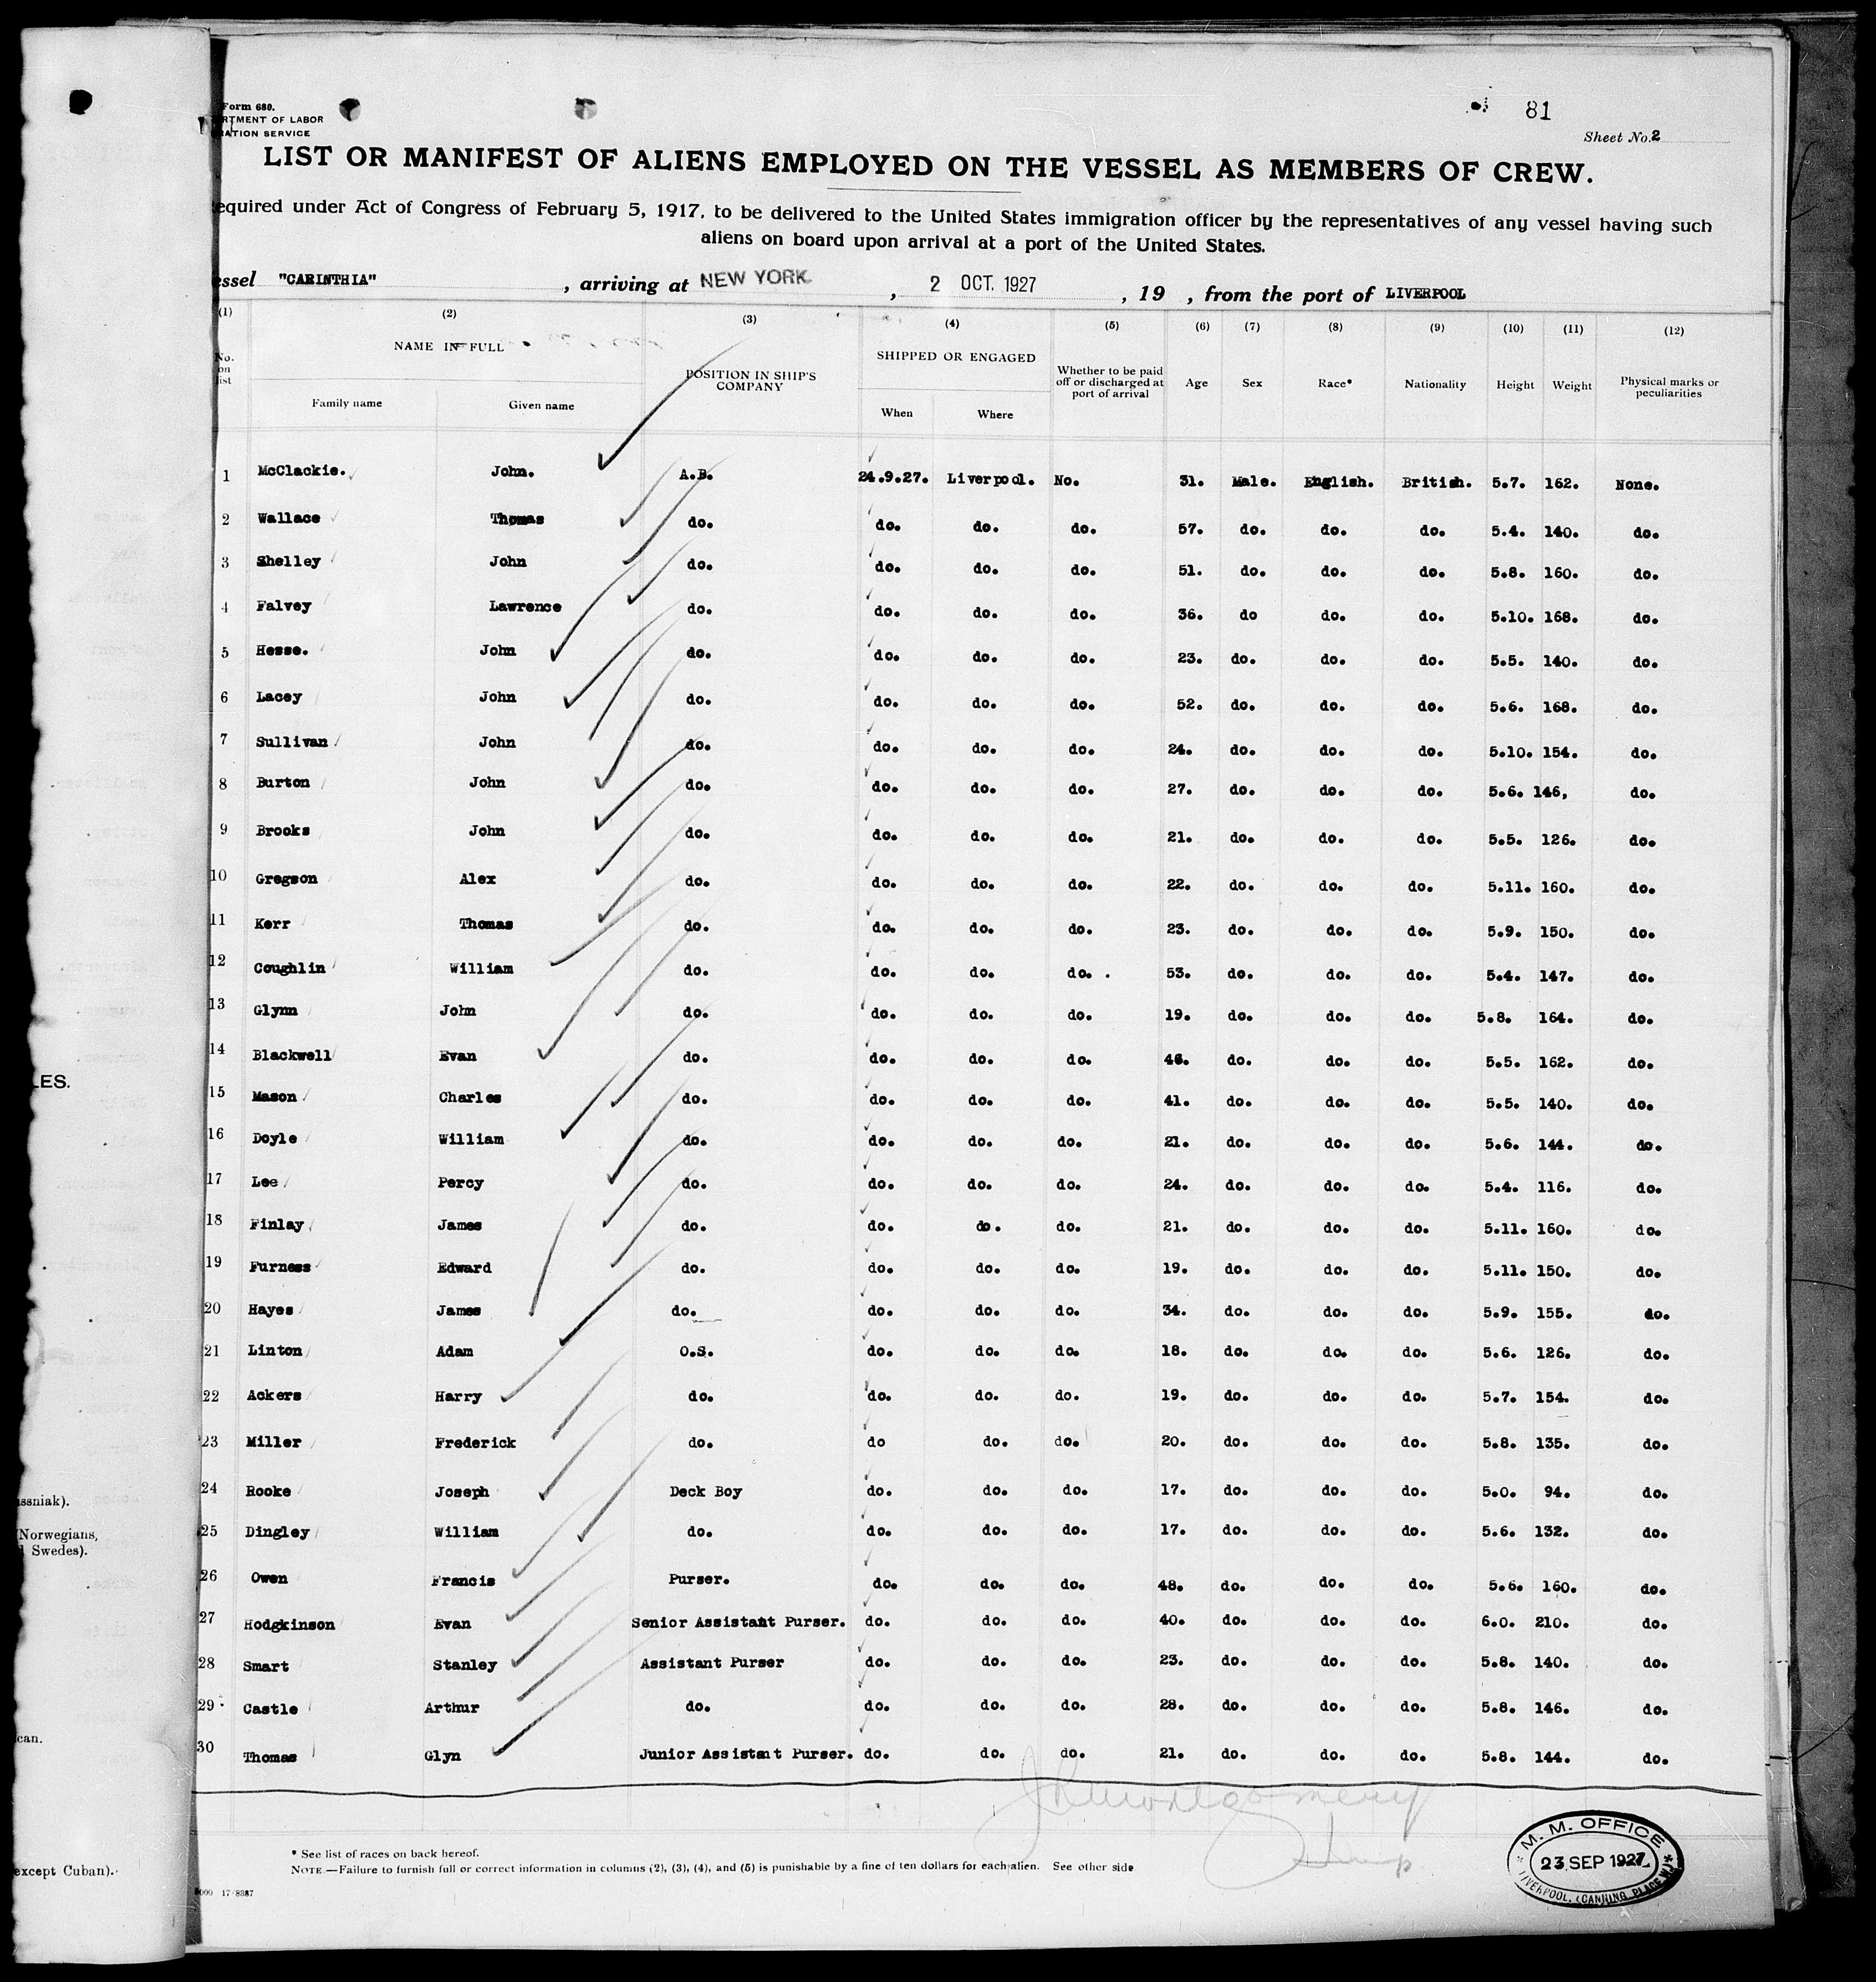 Form 680.
RTMENT OF LABOR
RATION SERVICE
81
Sheet No. 2
LIST OR MANIFEST OF ALIENS EMPLOYED ON THE VESSEL AS MEMBERS OF CREW.
equired under Act of Congress of February 5, 1917, to be delivered to the United States immigration officer by the representatives of any vessel having such
aliens on board upon arrival at a port of the United States.
essel "CARINTHIA" , arriving at NEW YORK , 2 OCT. 1927 , 19 , from the port of LIVERPOOL
(1) (2) (3) (4) (5) (6) (7) (8) (9) (10) (11) (12)
No. on list NAME IN FULL Family name Given name POSITION IN SHIP'S COMPANY SHIPPED OR ENGAGED When Where Whether to be paid off or discharged at port of arrival Age Sex Race* Nationality Height Weight Physical marks or peculiarities
1 McClackie. John. A.B. 24.9.27. Liverpool. No. 31. Male. English. British. 5.7. 162. None.
2 Wallace Thomas do. do. do. do. 57. do. do. do. 5.4. 140. do.
3 Shelley John do. do. do. do. 51. do. do. do. 5.8. 160. do.
4 Falvey Lawrence do. do. do. do. 36. do do. do. 5.10. 168. do.
5 Hesse. John do. do. do. do. 23. do. do. do. 5.5. 140. do.
6 Lacey John do. do. do. do. 52. do. do. do. 5.6. 168. do.
7 Sullivan John do. do. do. do. 24. do. do. do. 5.10. 154. do.
8 Burton John do. do. do. do. 27. do. do. do. 5.6. 146, do.
9 Brooks John do. do. do. do. 21. do. do. do. 5.5. 126. do.
10 Gregson Alex do. do. do. do. 22. do. do. do. 5.11. 160. do.
11 Kerr Thomas do. do. do. do. 23. do. do. do. 5.9. 150. do.
12 Coughlin William do. do. do. do. . 53. do. do. do. 5.4. 147. do.
13 Glynn John do. do. do. do. 19. do. do. do. 5.8. 164. do.
14 Blackwell Evan do. do. do. do. 46. do. do. do. 5.5. 162. do.
15 Mason Charles do. do. do. do. 41. do. do. do. 5.5. 140. do.
16 Doyle William do. do. do. do. 21. do. do. do. 5.6. 144. do.
17 Lee Percy do. do. do. do. 24. do. do. do. 5.4. 116. do.
18 Finlay James do. do. do. do. 21. do. do. do. 5.11. 160. do.
19 Furness Edward do. do. do. do. 19. do. do. do. 5.11. 150. do.
20 Hayes James do. do. do. do. 34. do. do. do. 5.9. 155. do.
21 Linton Adam O.S. do. do. do. 18. do. do. do. 5.6. 126. do.
22 Ackers Harry do. do. do. do. 19. do. do. do. 5.7. 154. do.
23 Miller Frederick do. do do. do. 20. do. do. do. 5.8. 135. do.
24 Rooke Joseph Deck Boy do. do. do. 17. do. do. do. 5.0. 94. do.
25 Dingley William do. do. do. do. 17. do. do. do. 5.6. 132. do.
26 Owen Francis Purser. do. do. do. 48. do. do. do. 5.6. 160. do.
27 Hodgkinson Evan Senior Assistant Purser. do. do. do. 40. do. do. do. 6.0. 210. do.
28 Smart Stanley Assistant Purser do. do. do. 23. do. do. do. 5.8. 140. do.
29 Castle Arthur do. do. do. do. 28. do. do. do. 5.8. 146. do.
30 Thomas Glyn Junior Assistant Purser. do. do. do. 21. do. do. do. 5.8. 144. do.
Montgomery
* See list of races on back hereof.
NOTE.—Failure to furnish full or correct information in columns (2), (3), (4), and (5) is punishable by a fine of ten dollars for each alien. See other side
M. M. OFFICE
23 SEP 1927
LIVERPOOL, (CANNING PLACE
LES.
ssniak).
(Norwegians,
Swedes).
ican.
except Cuban).